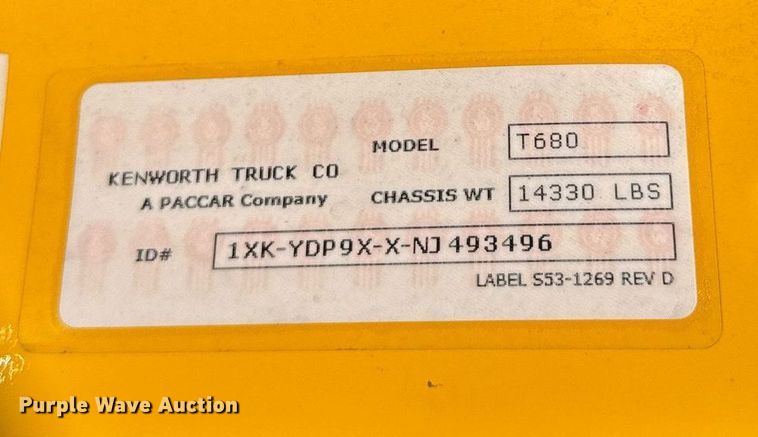 MODEL T680
KENWORTH TRUCK CO
A PACCAR Company CHASSIS WT 14330 LBS
ID# 1XK-YDP9X-X-NJ493496
LABEL S53-1269 REV D
Purple Wave Auction